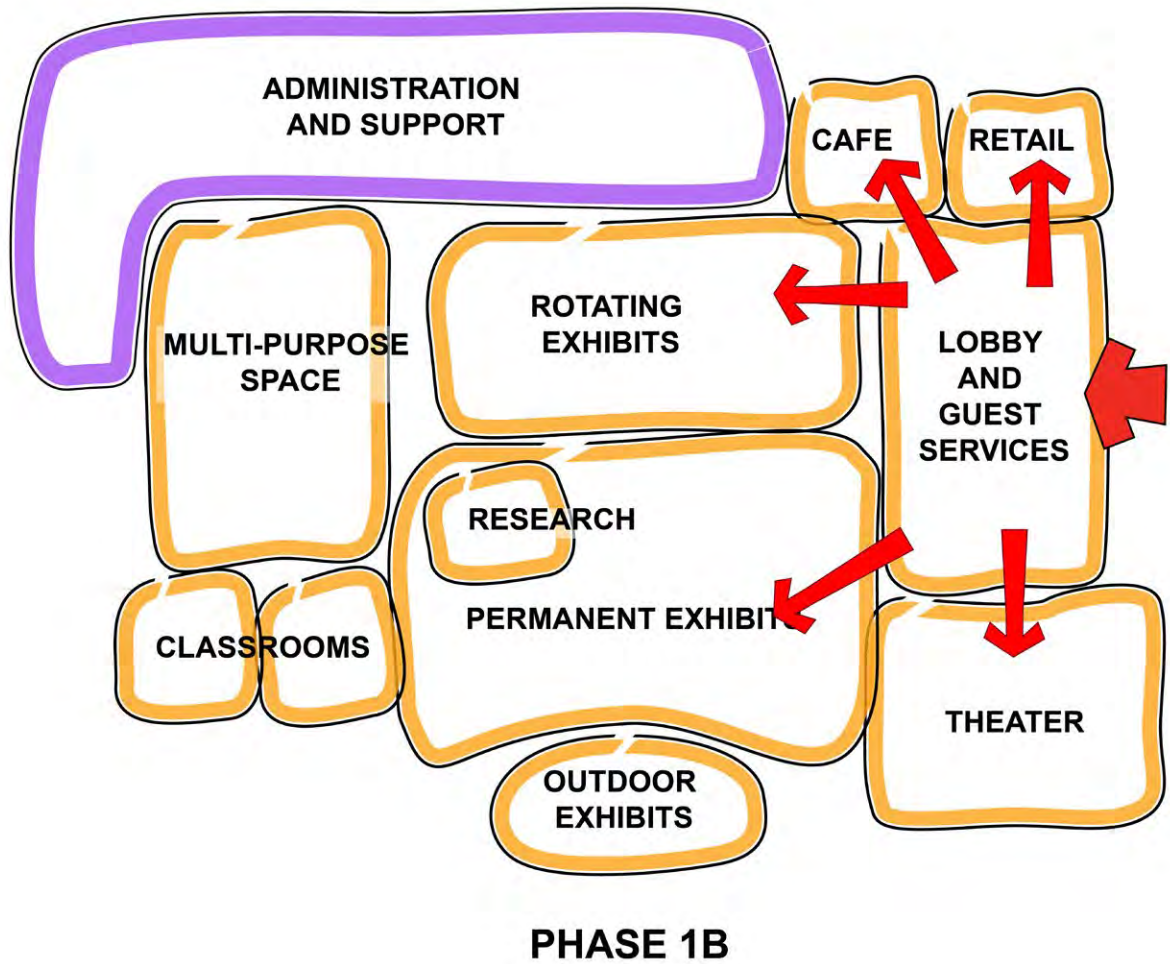 ADMINISTRATION
AND SUPPORT
CAFE
RETAIL
MULTI-PURPOSE
SPACE
ROTATING
EXHIBITS
LOBBY
AND
GUEST
SERVICES
RESEARCH
PERMANENT EXHIBITS
CLASSROOMS
THEATER
OUTDOOR
EXHIBITS
PHASE 1B